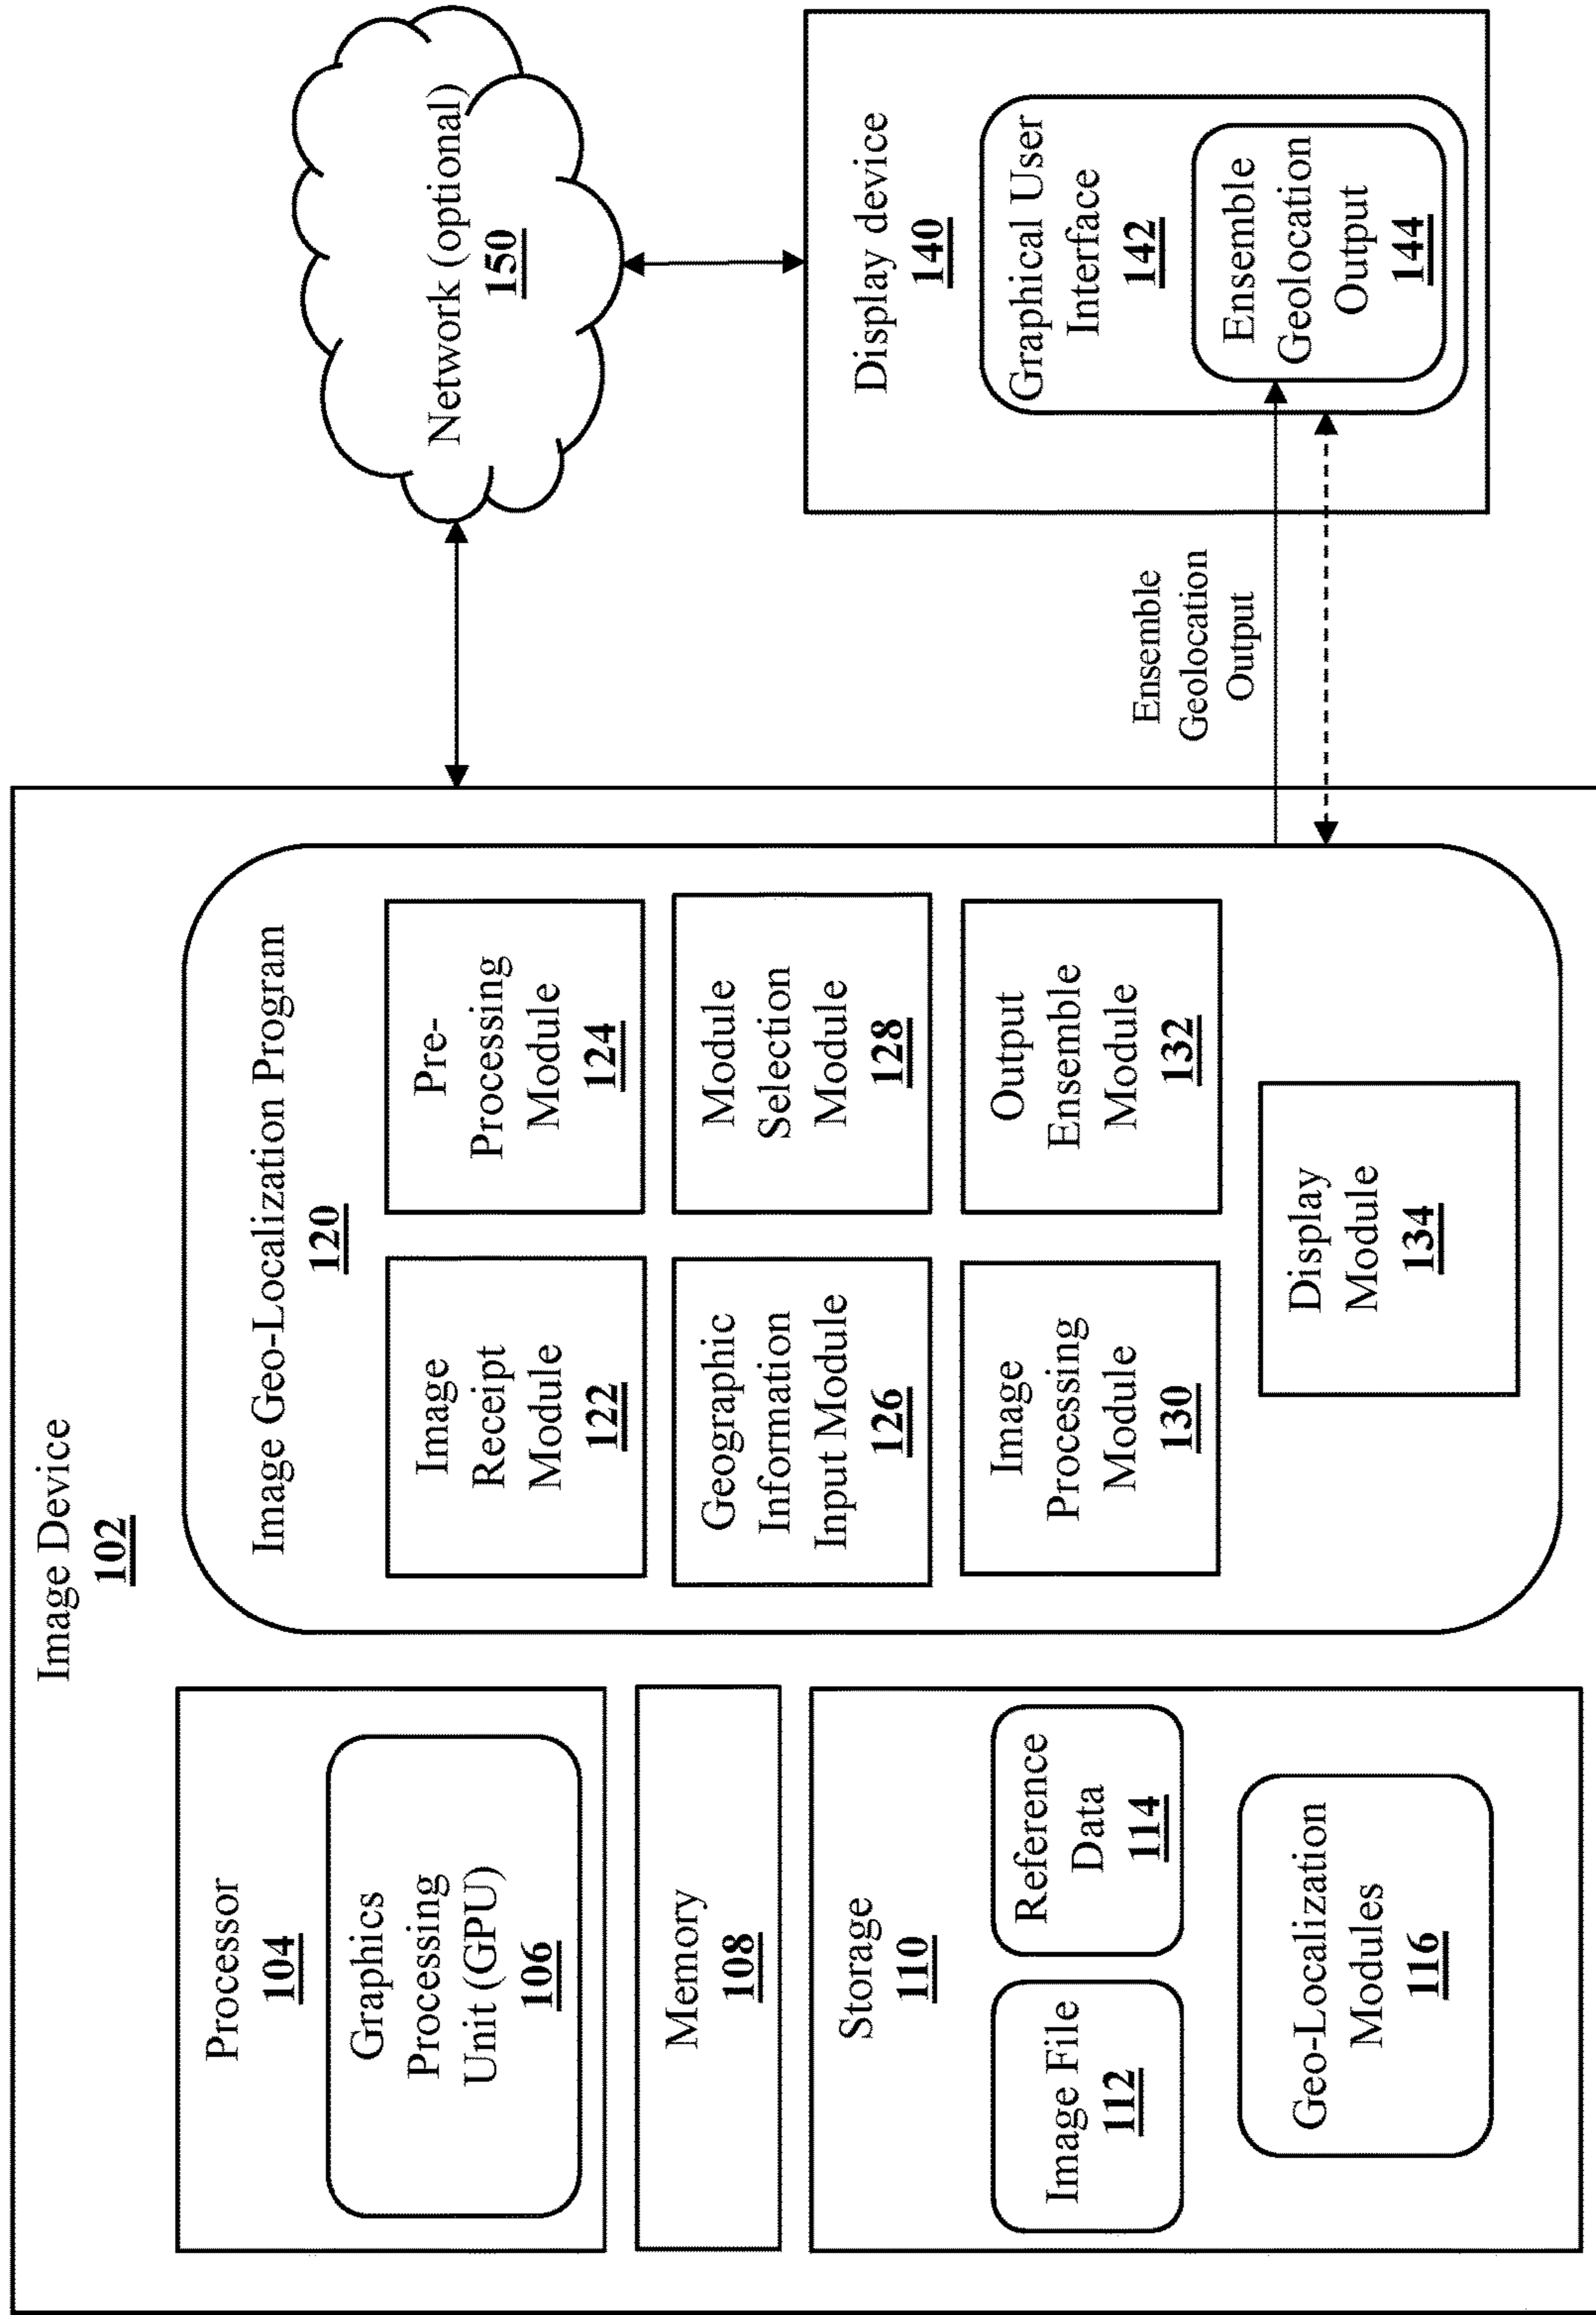 Image Device
102
Processor
104
Graphics
Processing
Unit (GPU)
106
Memory
108
Storage
110
Image File
112
Reference
Data
114
Geo-Localization
Modules
116
Image Geo-Localization Program
120
Image
Receipt
Module
122
Pre-
Processing
Module
124
Geographic
Information
Input Module
126
Module
Selection
Module
128
Image
Processing
Module
130
Output
Ensemble
Module
132
Display
Module
134
Ensemble
Geolocation
Output
Network (optional)
150
Display device
140
Graphical User
Interface
142
Ensemble
Geolocation
Output
144